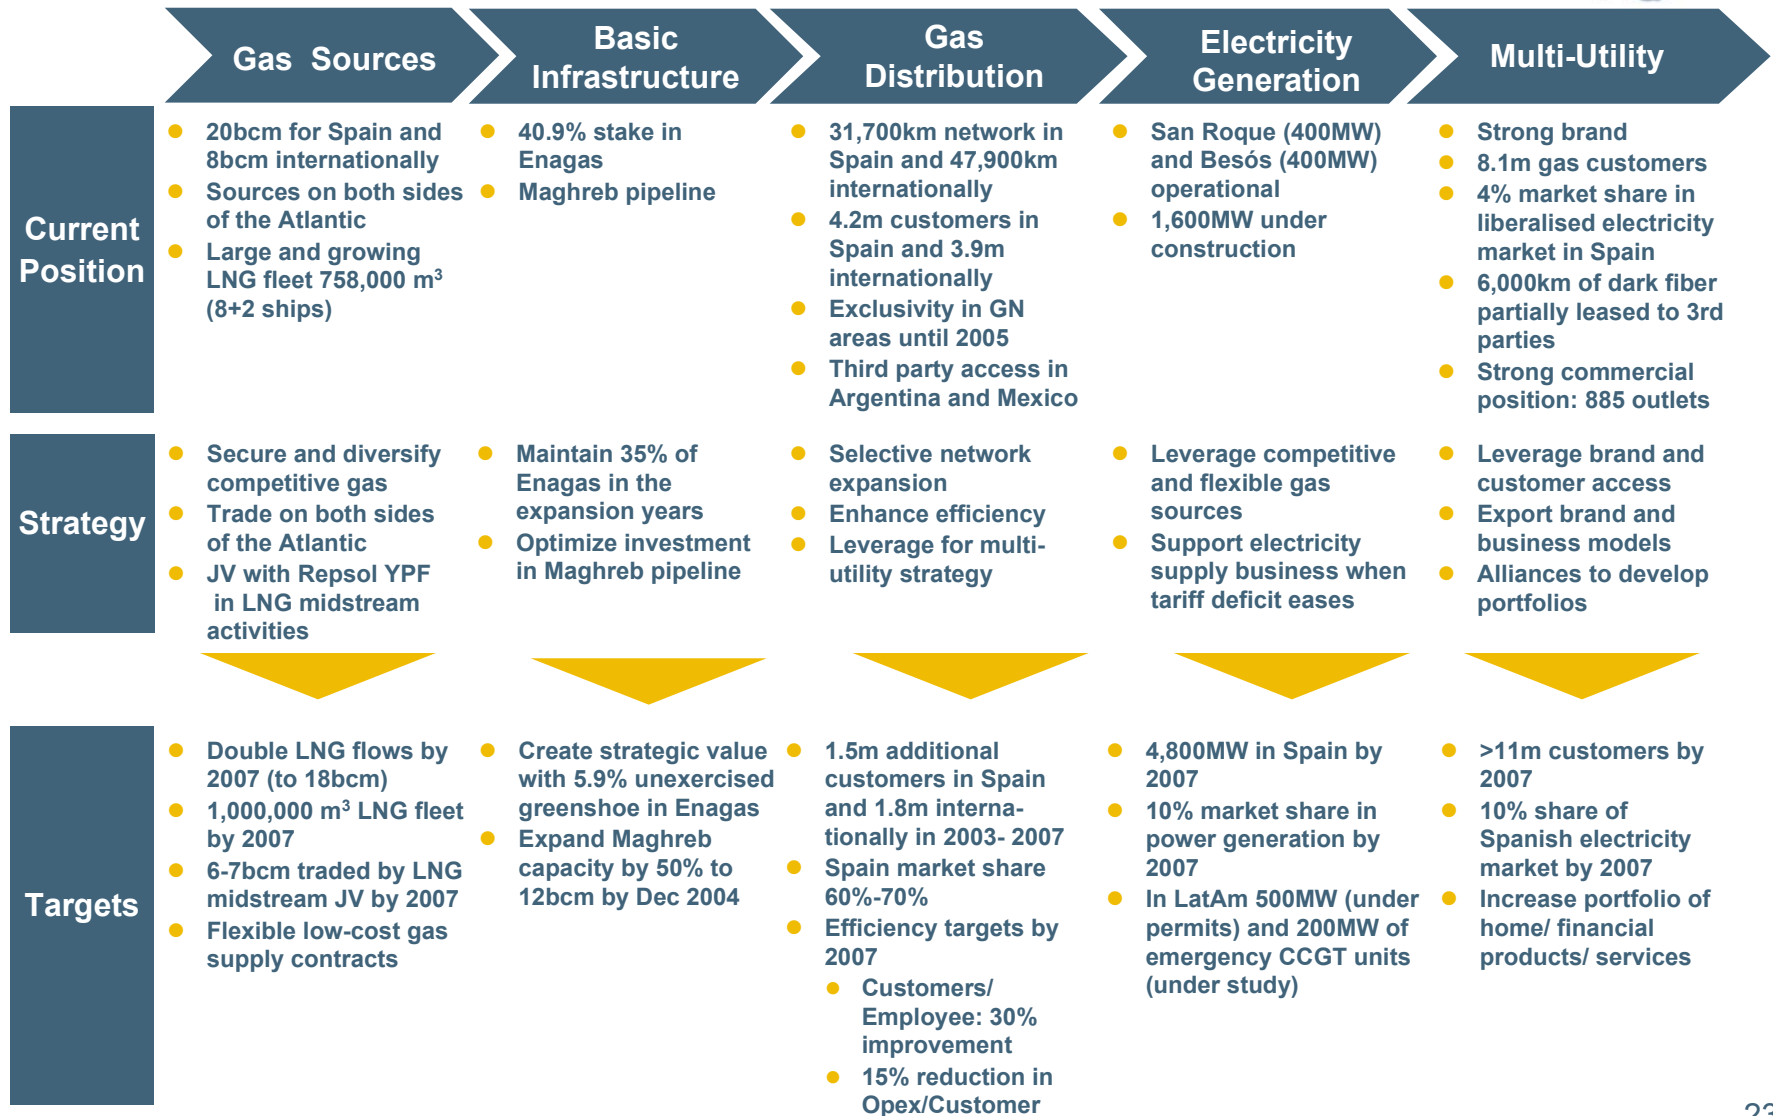 Gas Sources
Basic
Infrastructure
Gas
Distribution
Electricity
Generation
Multi-Utility
Current
Position
20bcm for Spain and
8bcm internationally
Sources on both sides
of the Atlantic
Large and growing
LNG fleet 758,000 m³
(8+2 ships)
40.9% stake in
Enagas
Maghreb pipeline
31,700km network in
Spain and 47,900km
internationally
4.2m customers in
Spain and 3.9m
internationally
Exclusivity in GN
areas until 2005
Third party access in
Argentina and Mexico
San Roque (400MW)
and Besós (400MW)
operational
1,600MW under
construction
Strong brand
8.1m gas customers
4% market share in
liberalised electricity
market in Spain
6,000km of dark fiber
partially leased to 3rd
parties
Strong commercial
position: 885 outlets
Strategy
Secure and diversify
competitive gas
Trade on both sides
of the Atlantic
JV with Repsol YPF
in LNG midstream
activities
Maintain 35% of
Enagas in the
expansion years
Optimize investment
in Maghreb pipeline
Selective network
expansion
Enhance efficiency
Leverage for multi-
utility strategy
Leverage competitive
and flexible gas
sources
Support electricity
supply business when
tariff deficit eases
Leverage brand and
customer access
Export brand and
business models
Alliances to develop
portfolios
Targets
Double LNG flows by
2007 (to 18bcm)
1,000,000 m³ LNG fleet
by 2007
6-7bcm traded by LNG
midstream JV by 2007
Flexible low-cost gas
supply contracts
Create strategic value
with 5.9% unexercised
greenshoe in Enagas
Expand Maghreb
capacity by 50% to
12bcm by Dec 2004
1.5m additional
customers in Spain
and 1.8m interna-
tionally in 2003- 2007
Spain market share
60%-70%
Efficiency targets by
2007
Customers/
Employee: 30%
improvement
15% reduction in
Opex/Customer
4,800MW in Spain by
2007
10% market share in
power generation by
2007
In LatAm 500MW (under
permits) and 200MW of
emergency CCGT units
(under study)
>11m customers by
2007
10% share of
Spanish electricity
market by 2007
Increase portfolio of
home/ financial
products/ services